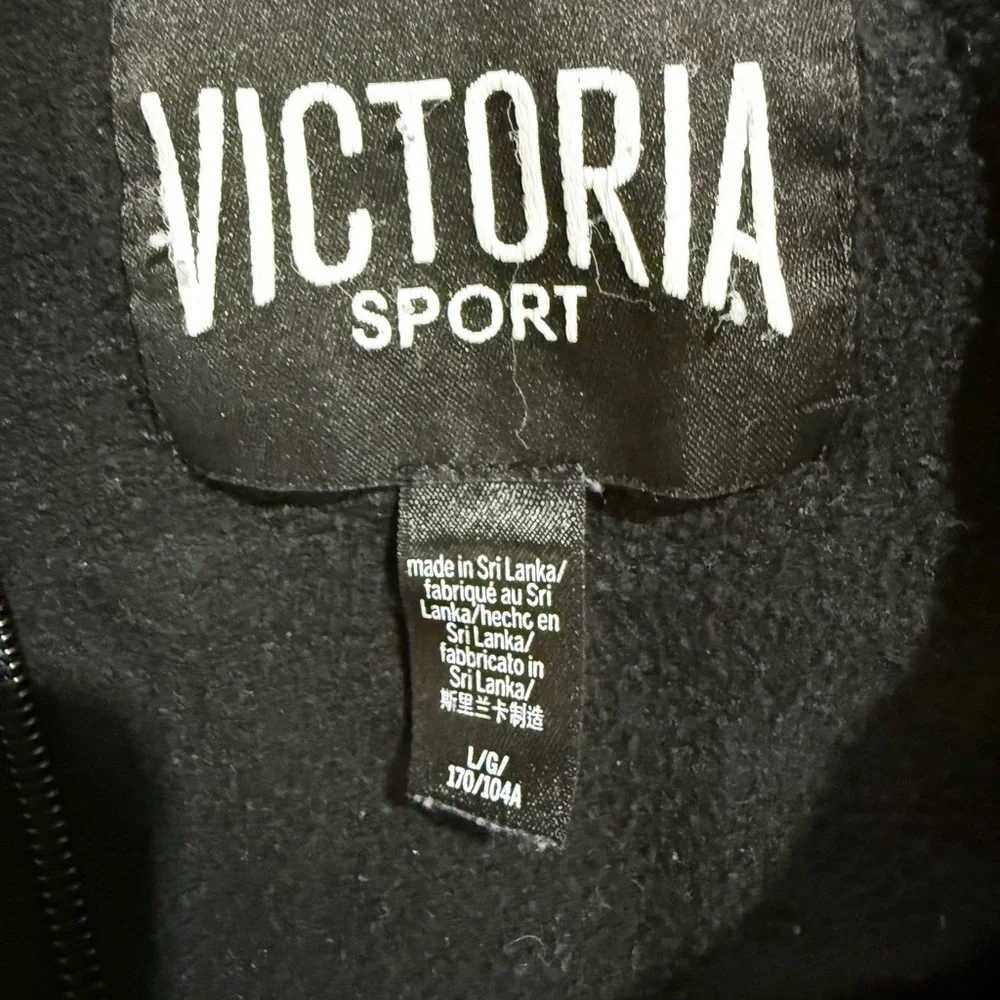 VICTORIA
SPORT
made in Sri Lanka/
fabriqué au Sri
Lanka/hecho en
Sri Lanka/
fabbricato in
Sri Lanka/
斯里兰卡制造
L/G/
170/104A